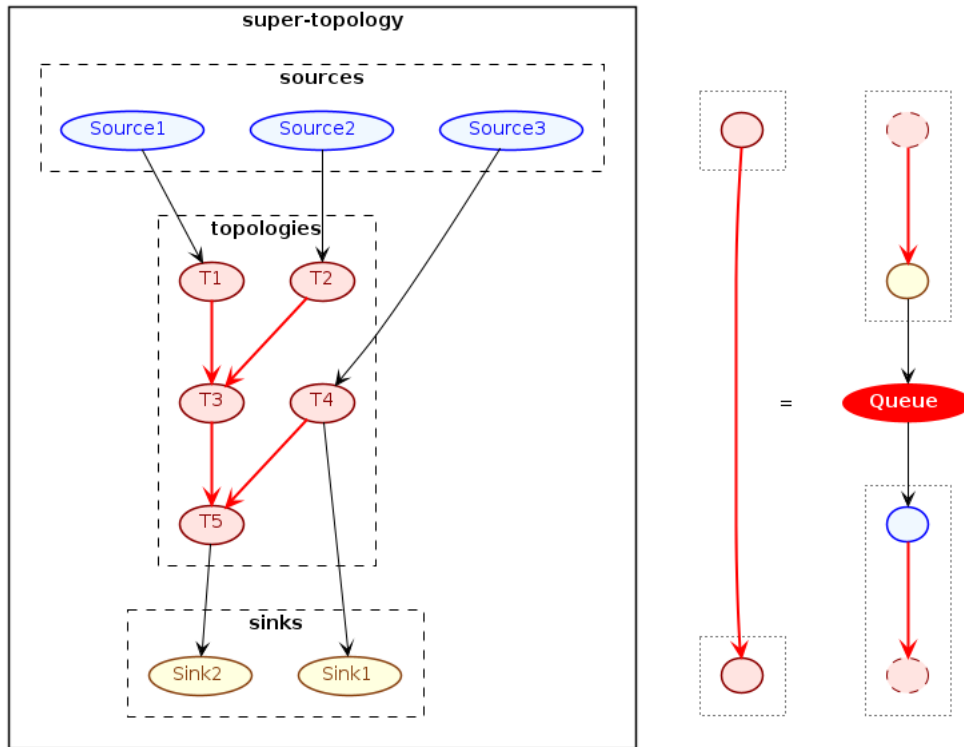 super-topology
sources
Source1 Source2 Source3
topologies
T1 T2
T3 T4
= Queue
T5
sinks
Sink2 Sink1